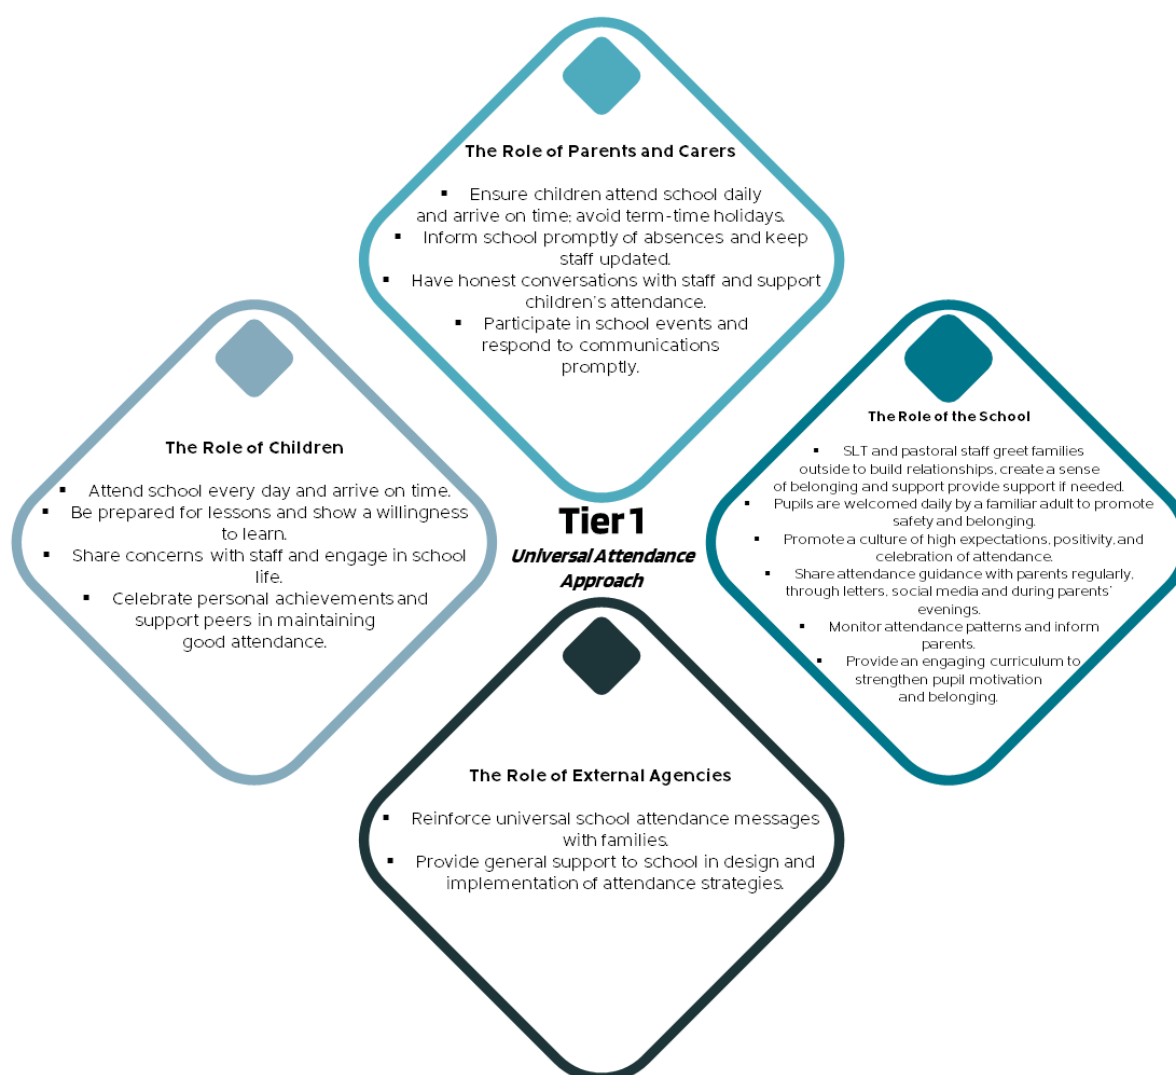 The Role of Parents and Carers
▪ Ensure children attend school daily
and arrive on time; avoid term-time holidays.
▪ Inform school promptly of absences and keep
staff updated.
▪ Have honest conversations with staff and support
children's attendance.
▪ Participate in school events and
respond to communications
promptly.
The Role of Children
▪ Attend school every day and arrive on time.
▪ Be prepared for lessons and show a willingness
to learn.
▪ Share concerns with staff and engage in school
life.
▪ Celebrate personal achievements and
support peers in maintaining
good attendance.
Tier 1
Universal Attendance
Approach
The Role of the School
▪ SLT and pastoral staff greet families
outside to build relationships, create a sense
of belonging and support provide support if needed.
▪ Pupils are welcomed daily by a familiar adult to promote
safety and belonging.
▪ Promote a culture of high expectations, positivity, and
celebration of attendance.
▪ Share attendance guidance with parents regularly,
through letters, social media and during parents'
evenings.
▪ Monitor attendance patterns and inform
parents.
▪ Provide an engaging curriculum to
strengthen pupil motivation
and belonging.
The Role of External Agencies
▪ Reinforce universal school attendance messages
with families.
▪ Provide general support to school in design and
implementation of attendance strategies.